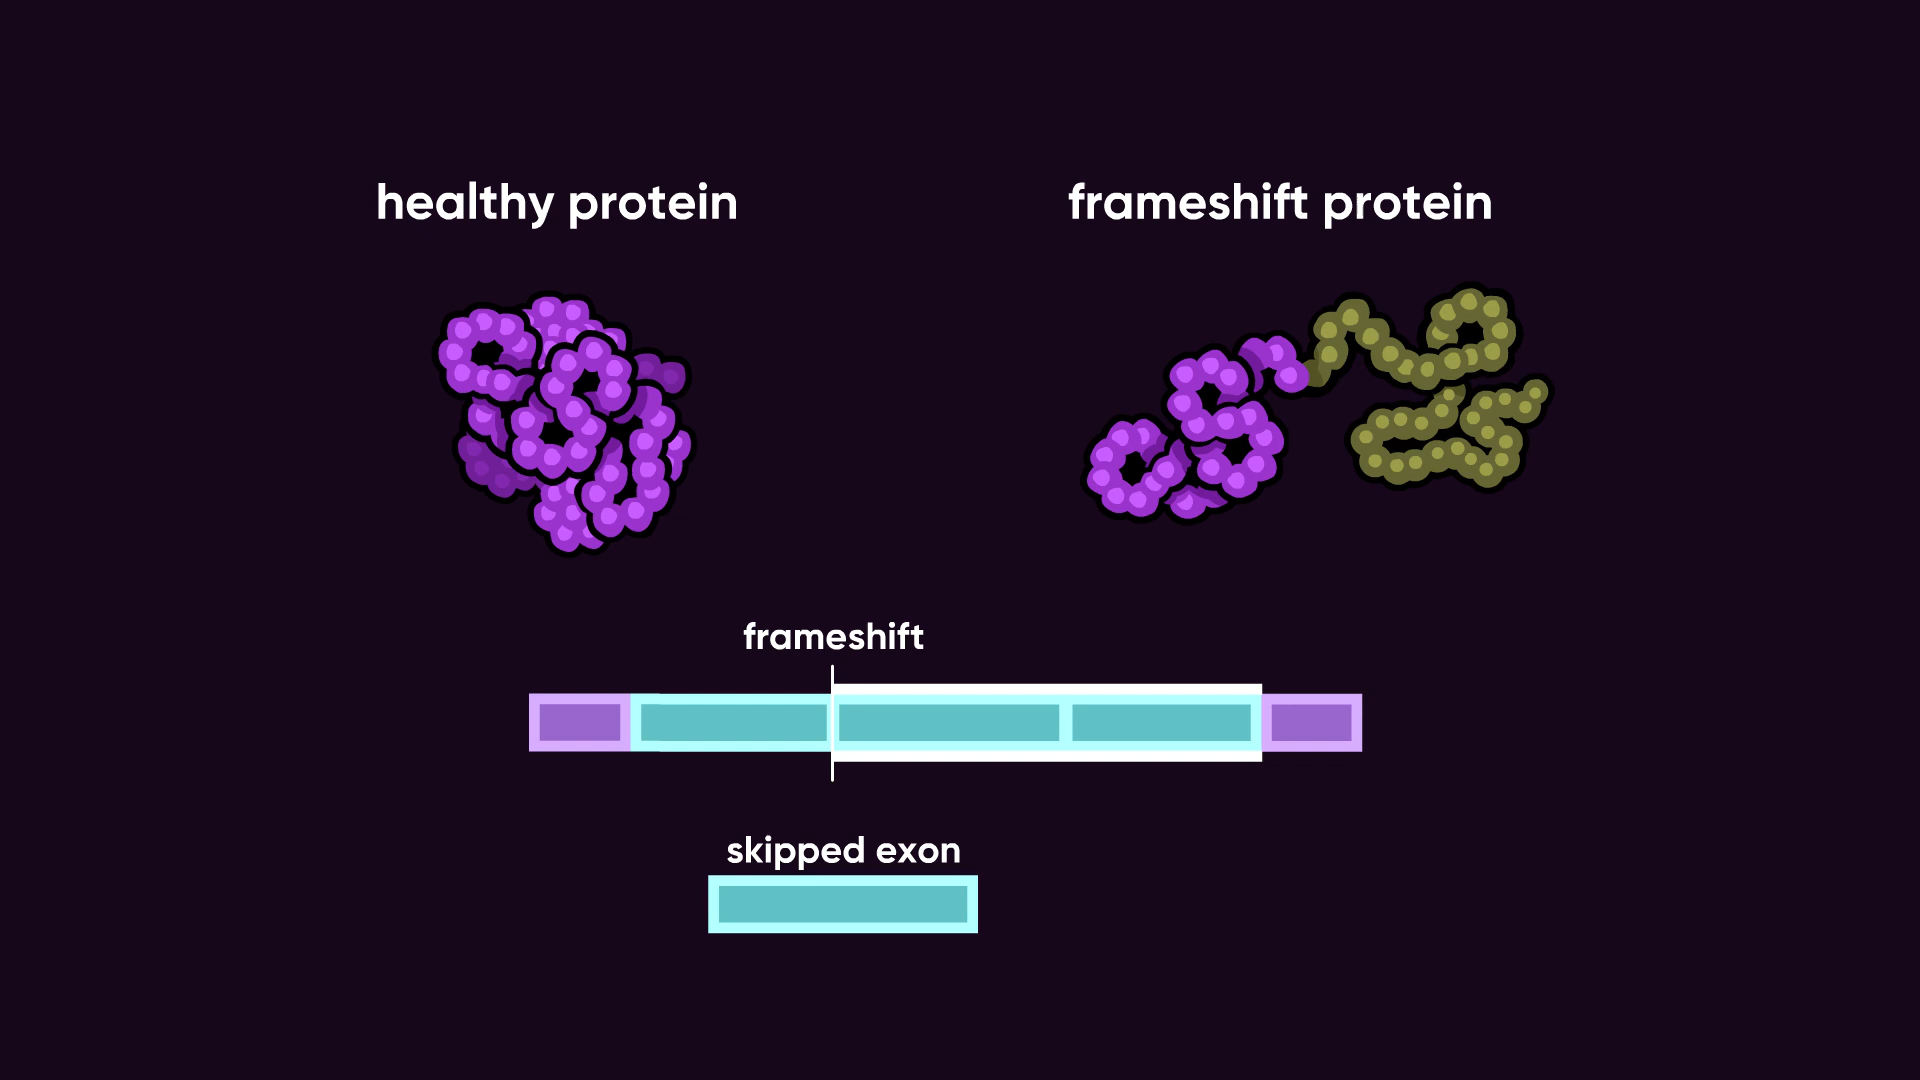 healthy protein
frameshift protein
frameshift
skipped exon